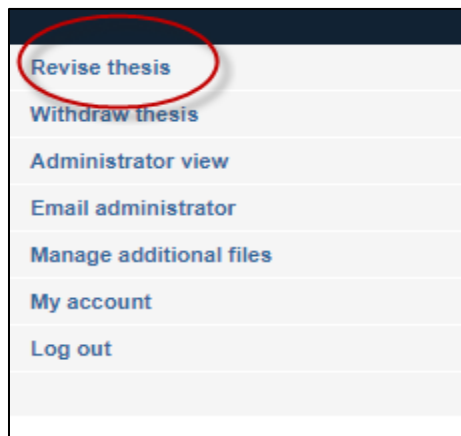 Revise thesis
Withdraw thesis
Administrator view
Email administrator
Manage additional files
My account
Log out